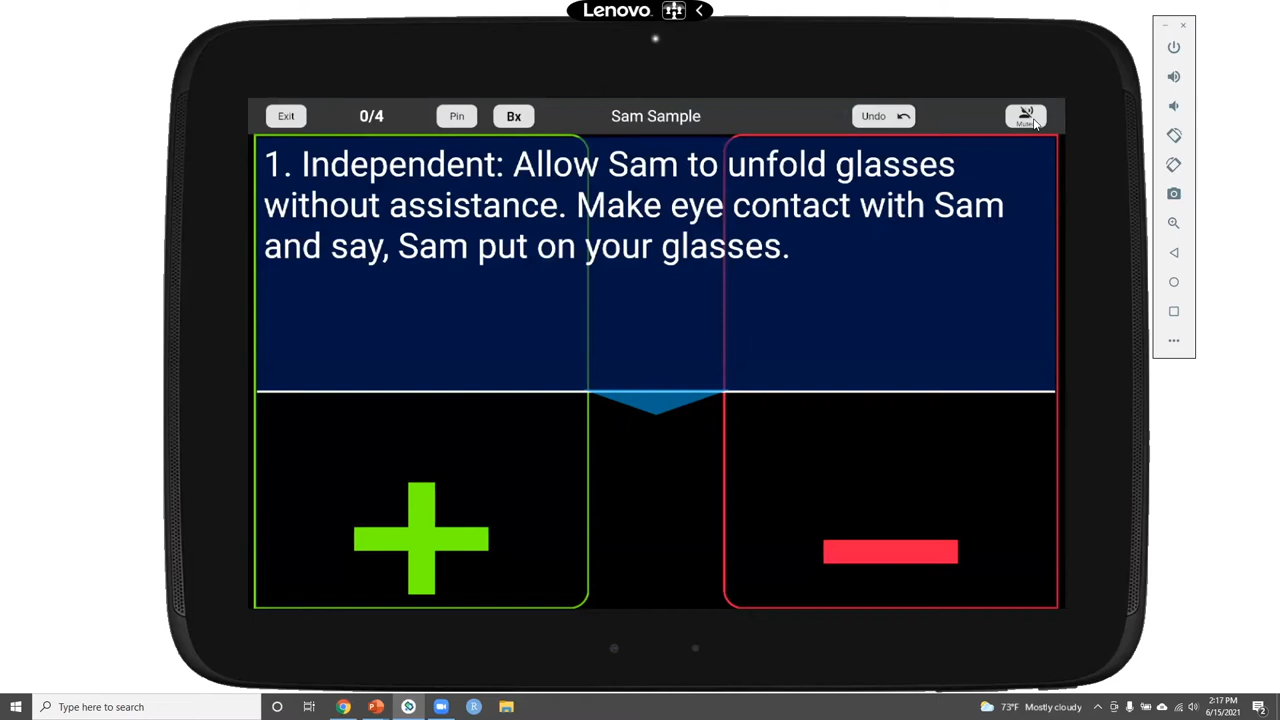 Lenovo
Exit 0/4 Pin Bx Sam Sample Undo Muted
1. Independent: Allow Sam to unfold glasses
without assistance. Make eye contact with Sam
and say, Sam put on your glasses.
Type here to search
73°F Mostly cloudy
2:17 PM
6/15/2021
2